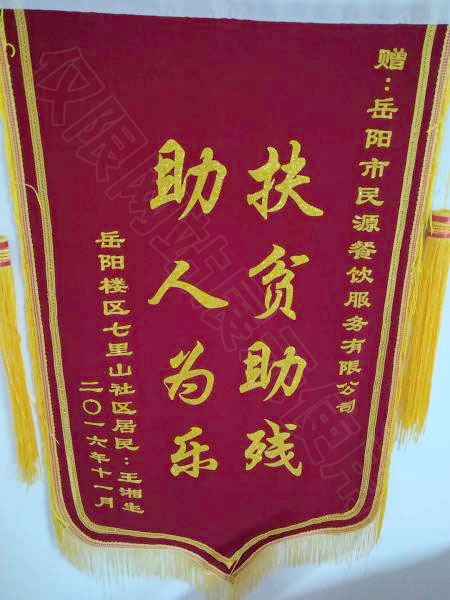 赠：岳阳市民源餐饮服务有限公司
扶贫助残
助人为乐
岳阳楼区七里山社区居民：王湘生
二〇一六年十一月